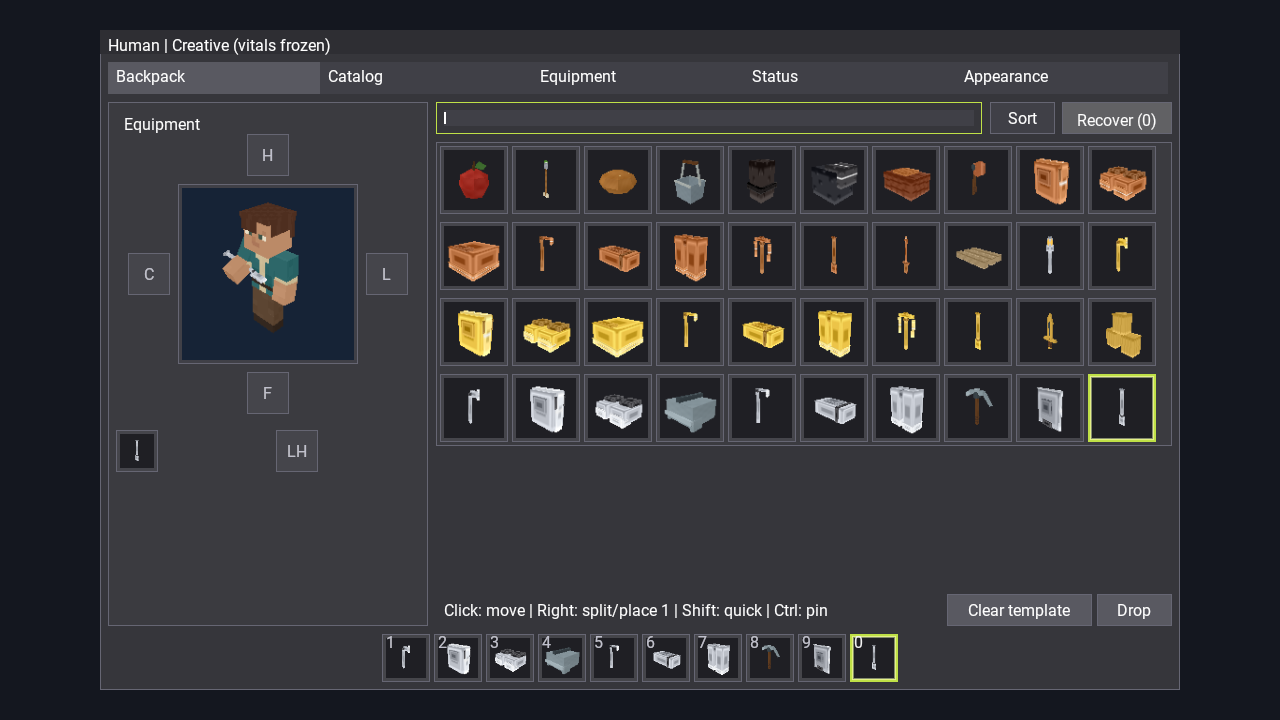 Human | Creative (vitals frozen)
Backpack Catalog Equipment Status Appearance
Equipment
Sort
Recover (0)
H
C
L
F
LH
Click: move | Right: split/place 1 | Shift: quick | Ctrl: pin
Clear template
Drop
1 2 3 4 5 6 7 8 9 0